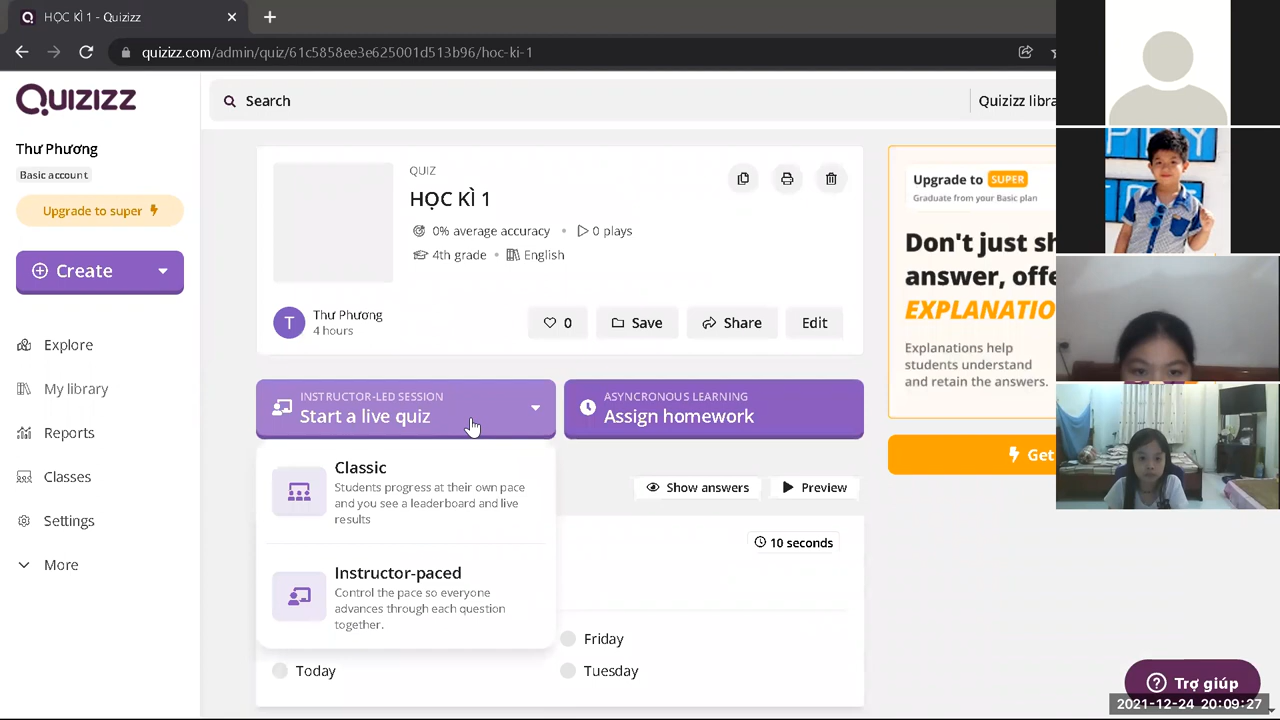 HỌC KÌ 1 - Quizizz
quizizz.com/admin/quiz/61c5858ee3e625001d513b96/hoc-ki-1
QUIZIZZ
Search
Quizizz libra
Thư Phương
Basic account
Upgrade to super
Create
Explore
My library
Reports
Classes
Settings
More
QUIZ
HỌC KÌ 1
0% average accuracy • 0 plays
4th grade • English
T
Thư Phương
4 hours
0
Save
Share
Edit
INSTRUCTOR-LED SESSION
Start a live quiz
ASYNCRONOUS LEARNING
Assign homework
Classic
Students progress at their own pace
and you see a leaderboard and live
results
Instructor-paced
Control the pace so everyone
advances through each question
together.
Show answers
Preview
10 seconds
Friday
Today
Tuesday
Upgrade to SUPER
Graduate from your Basic plan
Don't just sh
answer, offe
EXPLANATIO
Explanations help
students understand
and retain the answers.
Get
Trợ giúp
2021-12-24 20:09:27